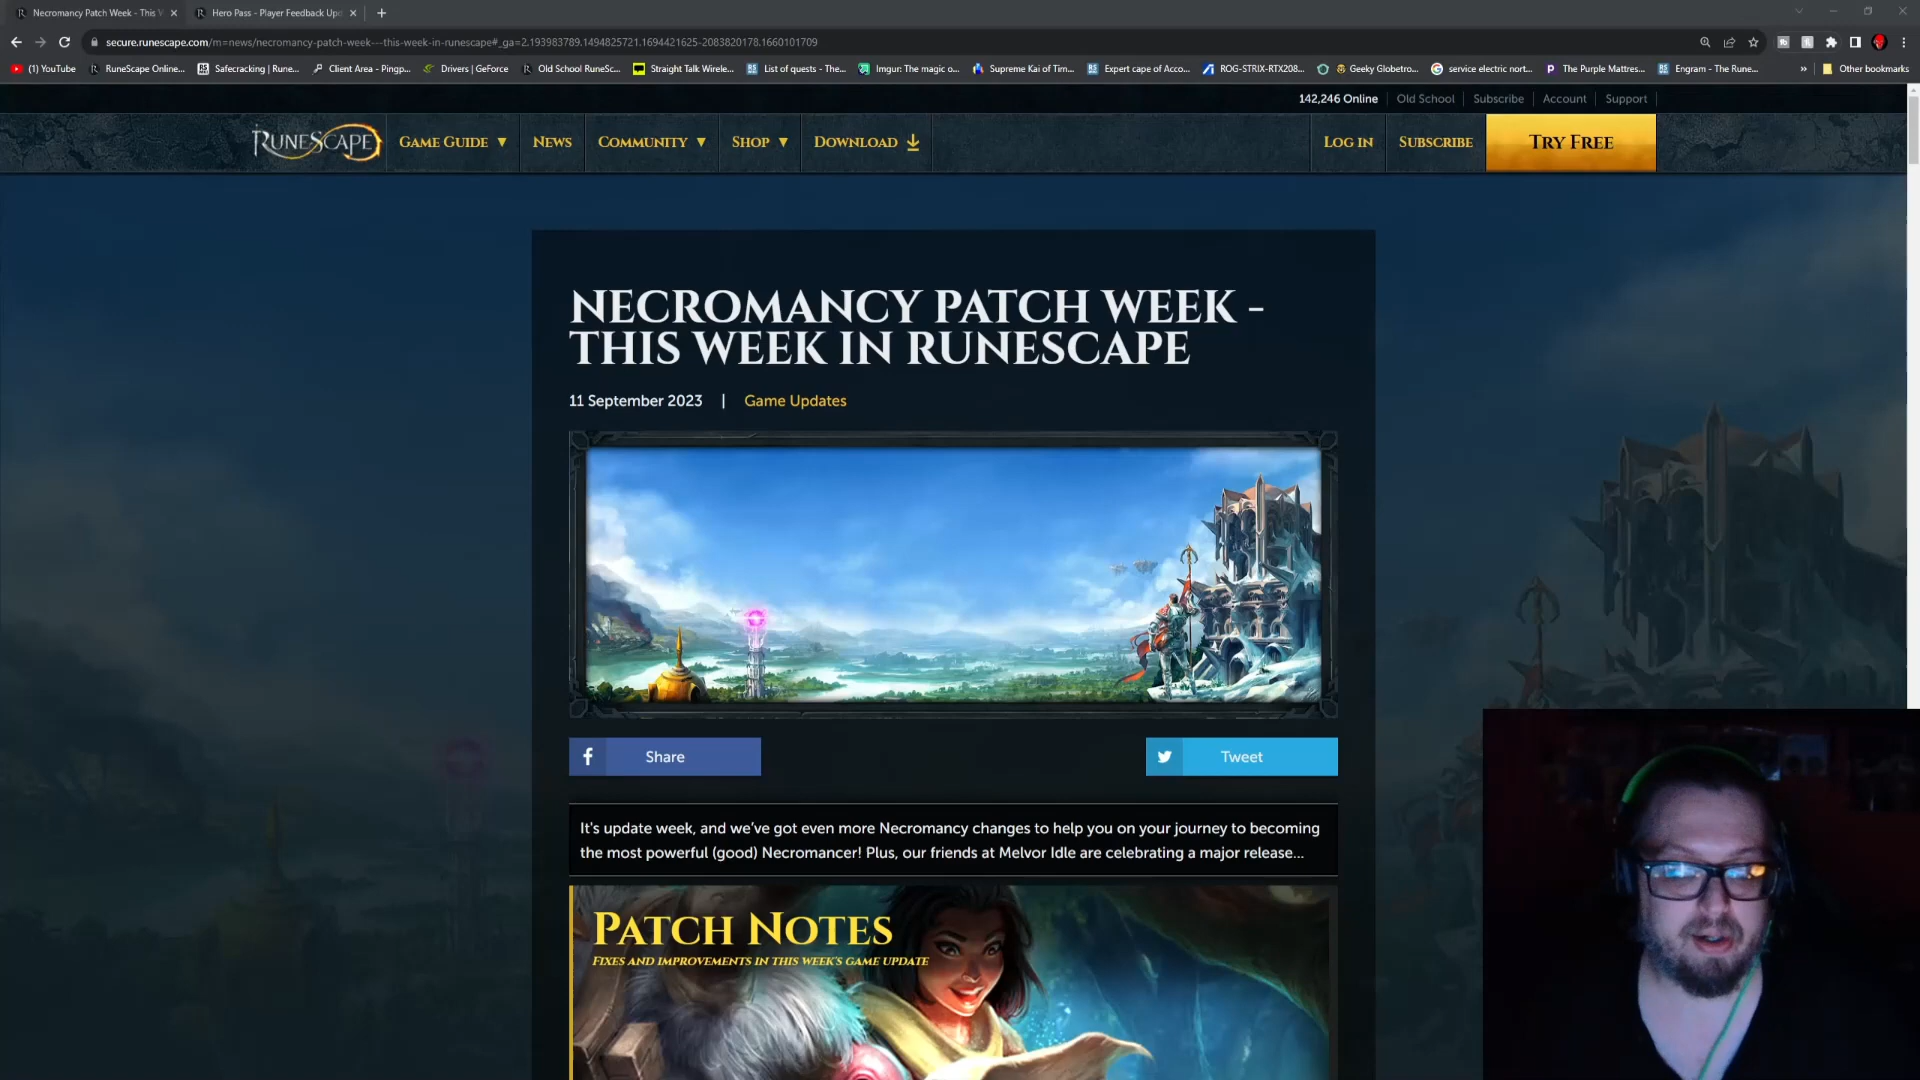 Necromancy Patch Week - This
Hero Pass - Player Feedback Upd
secure.runescape.com/m=news/necromancy-patch-week---this-week-in-runescape#_ga=2.193983789.1494825721.1694421625-2083820178.1660101709
(1) YouTube
RuneScape Online...
Safecracking | Rune...
Client Area - Pingp...
Drivers | GeForce
Old School RuneSc...
Straight Talk Wirele...
List of quests - The...
Imgur: The magic o...
Supreme Kai of Tim...
Expert cape of Acco...
ROG-STRIX-RTX208...
Geeky Globetro...
service electric nort...
The Purple Mattres...
Engram - The Rune...
»
Other bookmarks
142,246 Online
Old School
Subscribe
Account
Support
RUNESCAPE
GAME GUIDE
NEWS
COMMUNITY
SHOP
DOWNLOAD
LOG IN
SUBSCRIBE
TRY FREE
NECROMANCY PATCH WEEK -
THIS WEEK IN RUNESCAPE
11 September 2023 | Game Updates
Share
Tweet
It's update week, and we've got even more Necromancy changes to help you on your journey to becoming
the most powerful (good) Necromancer! Plus, our friends at Melvor Idle are celebrating a major release...
PATCH NOTES
FIXES AND IMPROVEMENTS IN THIS WEEK'S GAME UPDATE